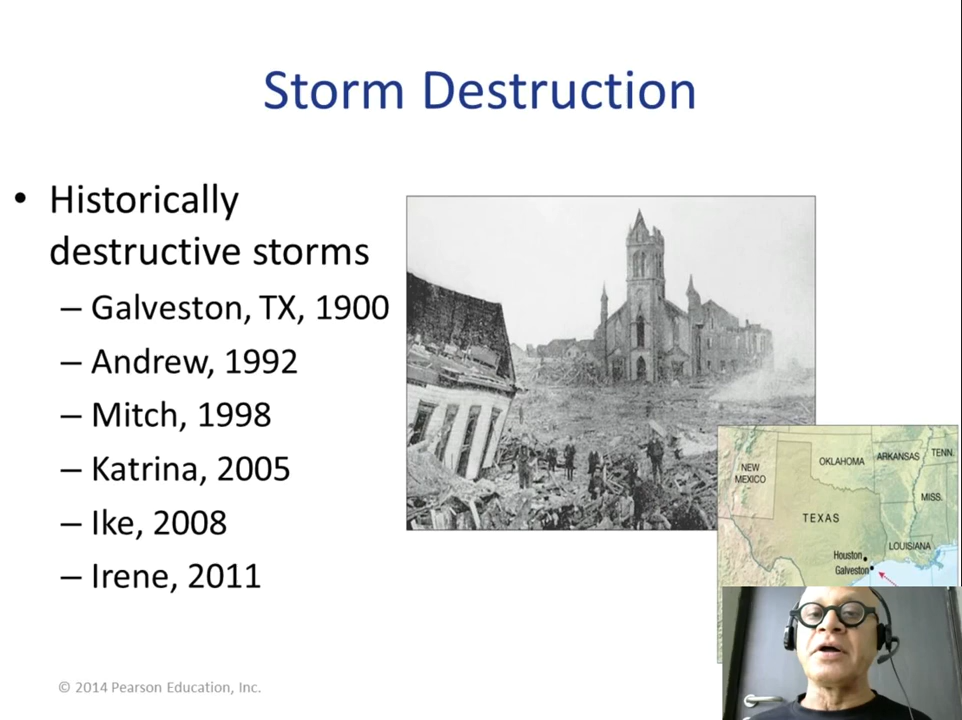 Storm Destruction
• Historically
destructive storms
– Galveston, TX, 1900
– Andrew, 1992
– Mitch, 1998
– Katrina, 2005
– Ike, 2008
– Irene, 2011
NEW
MEXICO
OKLAHOMA
ARKANSAS
TENN.
MISS.
TEXAS
LOUISIANA
Houston
Galveston
© 2014 Pearson Education, Inc.